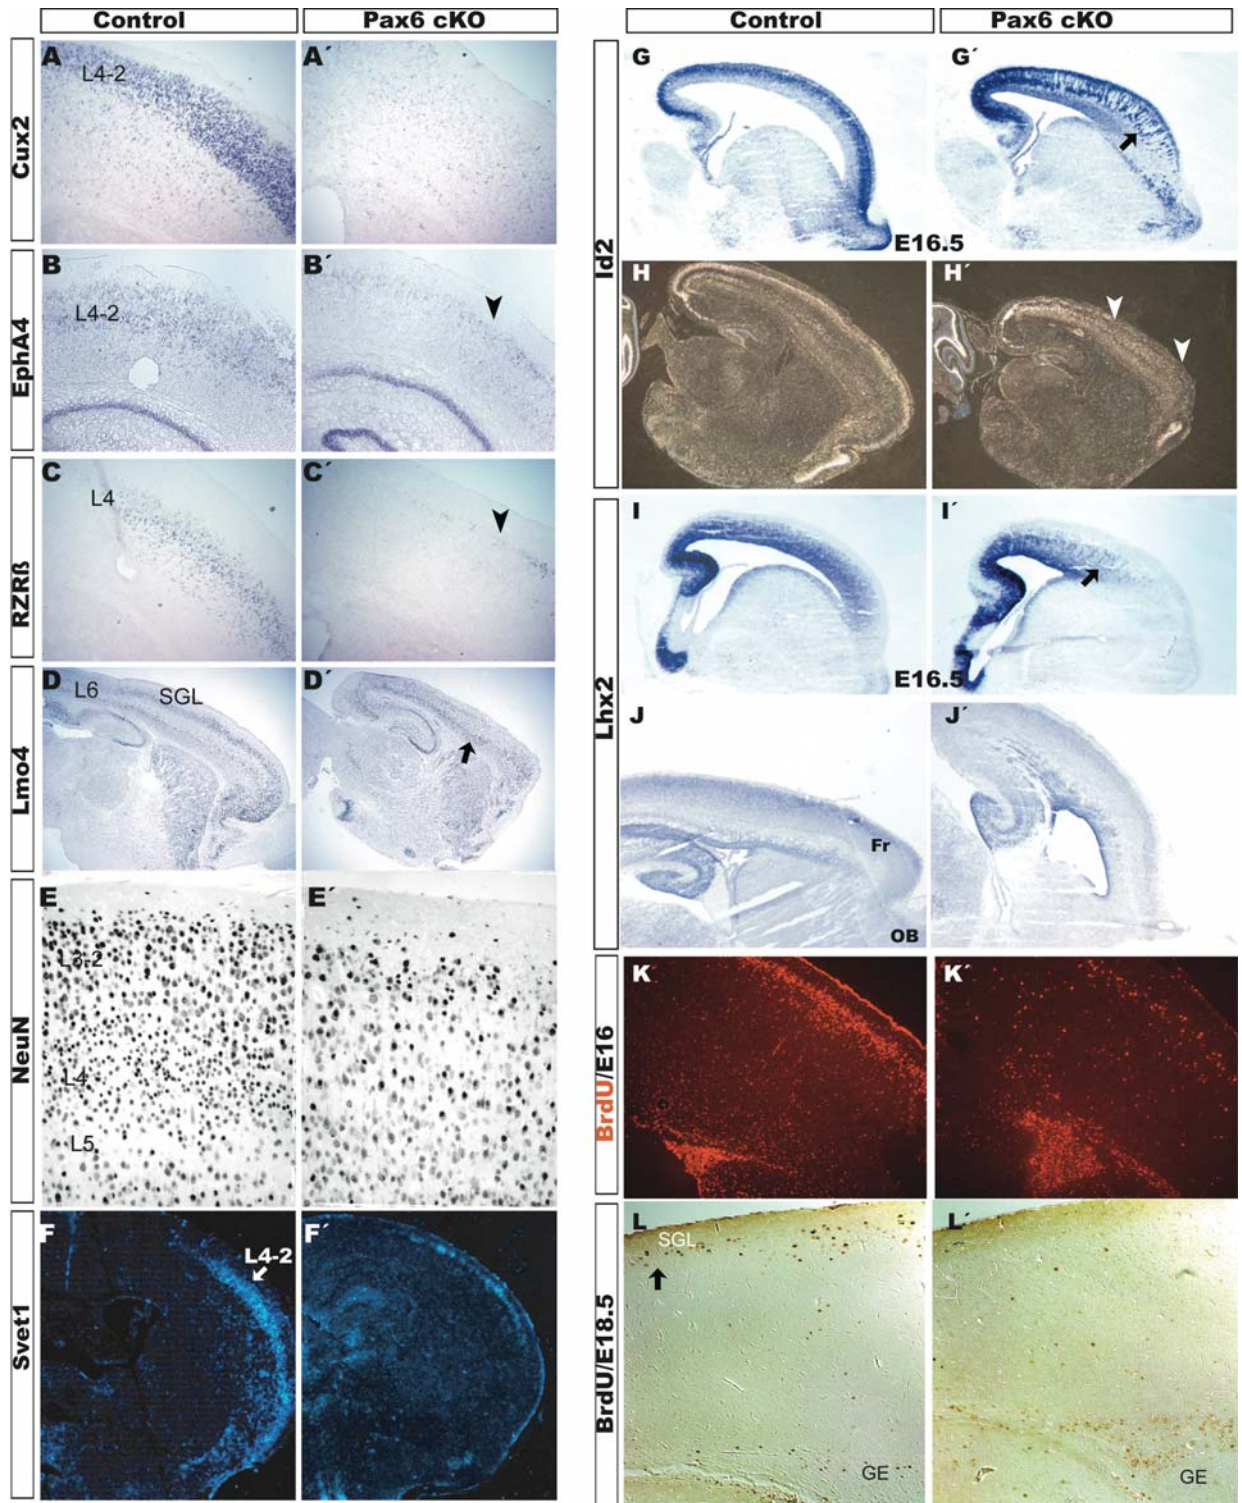 Control Pax6 cKO
Cux2
A L4-2 A´
EphA4
B L4-2 B´
RZRß
C L4 C´
Lmo4
D L6 SGL D´
NeuN
E E´
L3-2
L4
L5
Svet1
F L4-2 F´
Control Pax6 cKO
Id2
G G´
E16.5
H H´
Lhx2
I I´
E16.5
J J´
Fr
OB
BrdU/E16
K K´
BrdU/E18.5
L SGL L´
GE GE